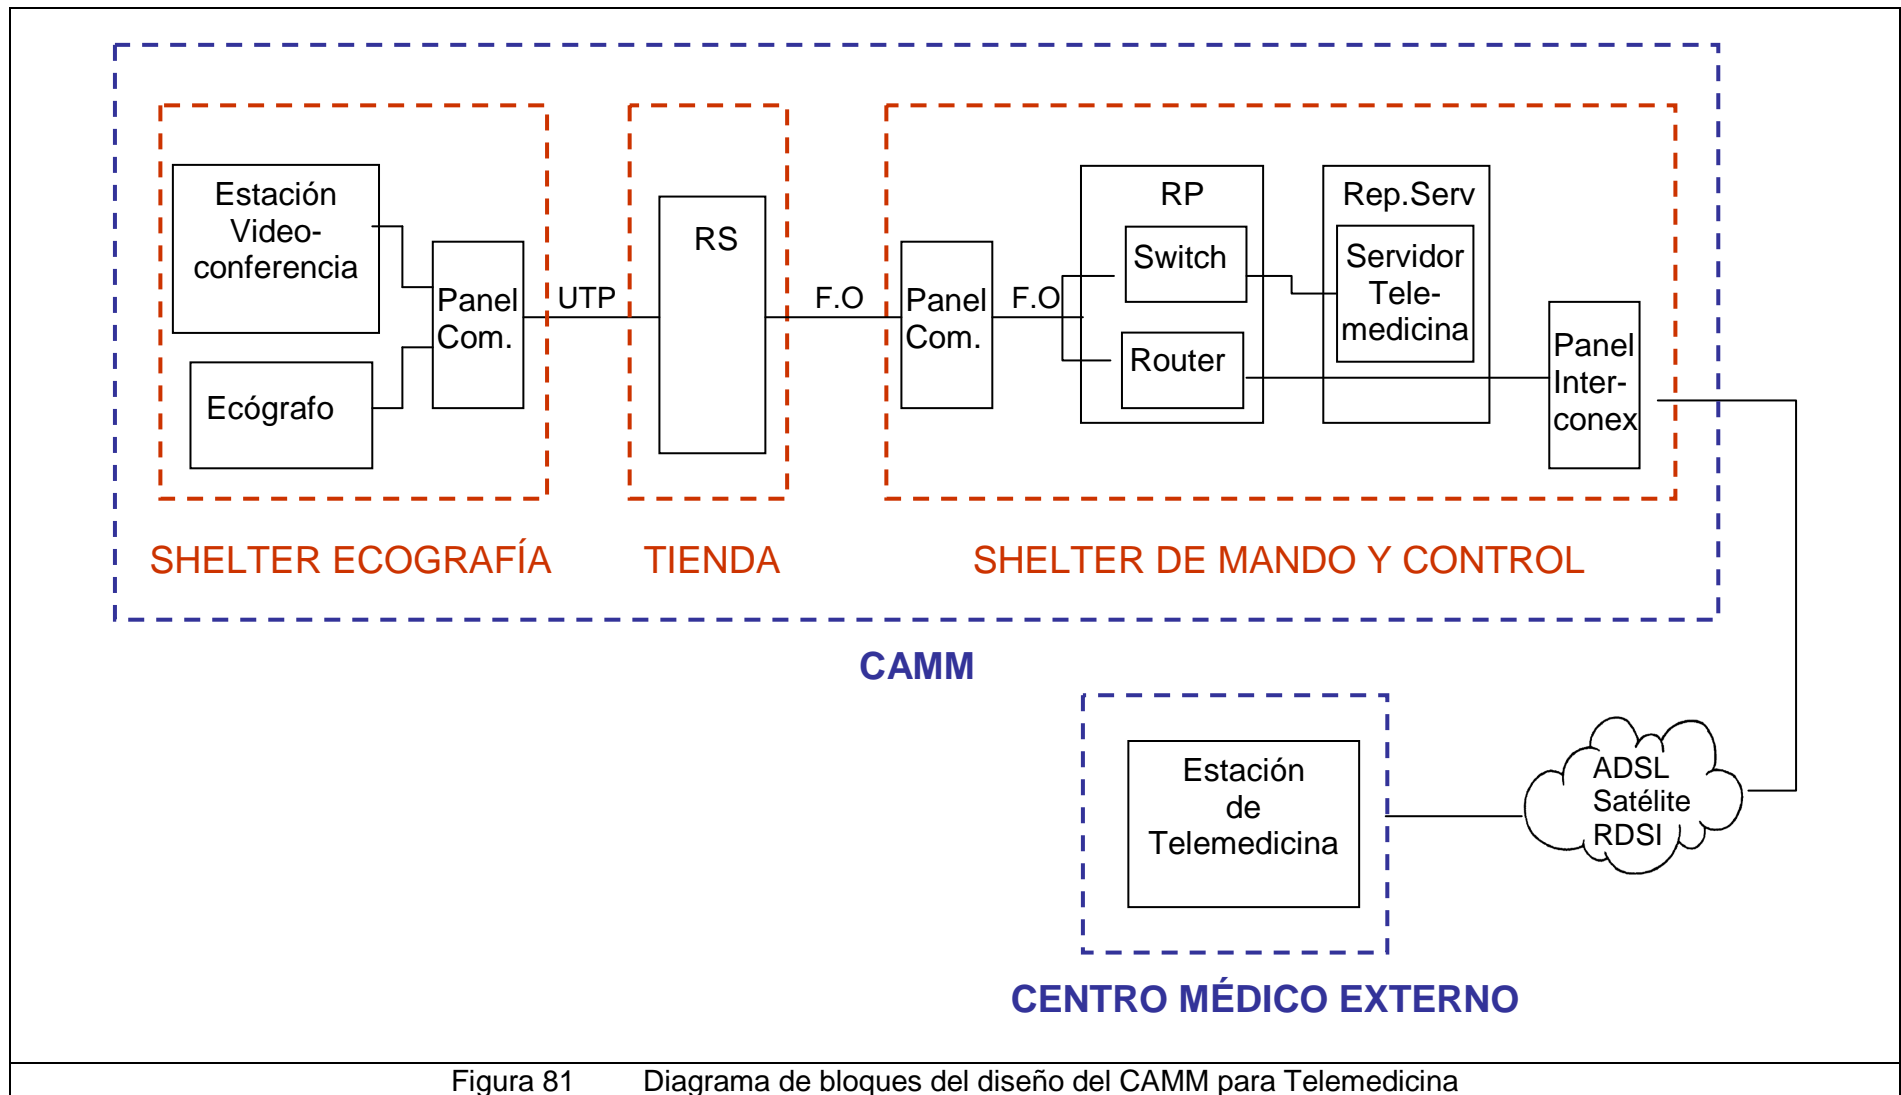 Estación
Video-
conferencia
Ecógrafo
Panel
Com.
UTP
RS
F.O
Panel
Com.
F.O
RP
Switch
Router
Rep.Serv
Servidor
Tele-
medicina
Panel
Inter-
conex
SHELTER ECOGRAFÍA
TIENDA
SHELTER DE MANDO Y CONTROL
CAMM
Estación
de
Telemedicina
ADSL
Satélite
RDSI
CENTRO MÉDICO EXTERNO
Figura 81 Diagrama de bloques del diseño del CAMM para Telemedicina